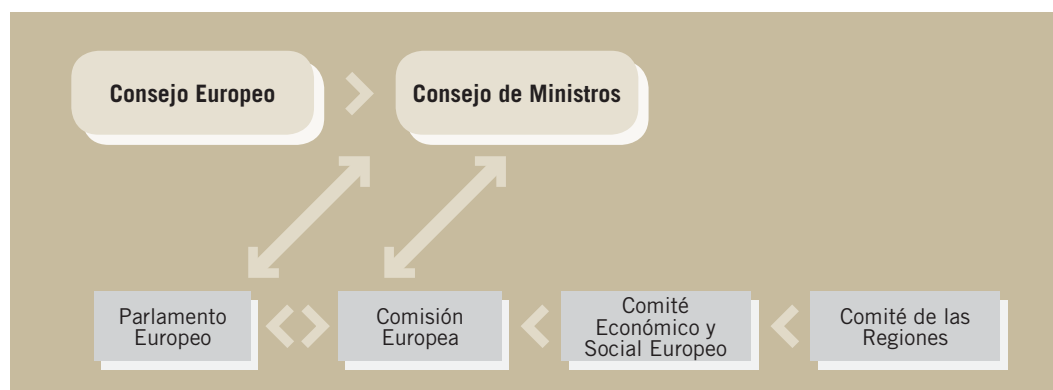 Consejo Europeo
Consejo de Ministros
Parlamento
Europeo
Comisión
Europea
Comité
Económico y
Social Europeo
Comité de las
Regiones